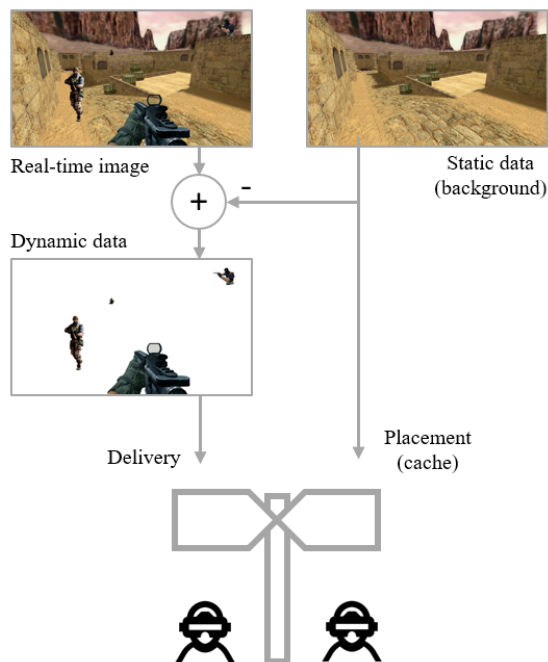 Real-time image
Static data
(background)
-
+
Dynamic data
Placement
(cache)
Delivery